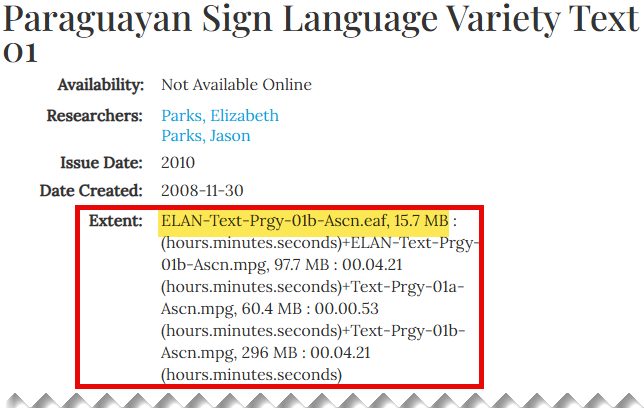 Paraguayan Sign Language Variety Text
01
Availability: Not Available Online
Researchers: Parks, Elizabeth
Parks, Jason
Issue Date: 2010
Date Created: 2008-11-30
Extent: ELAN-Text-Prgy-01b-Ascn.eaf, 15.7 MB :
(hours.minutes.seconds)+ELAN-Text-Prgy-
01b-Ascn.mpg, 97.7 MB : 00.04.21
(hours.minutes.seconds)+Text-Prgy-01a-
Ascn.mpg, 60.4 MB : 00.00.53
(hours.minutes.seconds)+Text-Prgy-01b-
Ascn.mpg, 296 MB : 00.04.21
(hours.minutes.seconds)